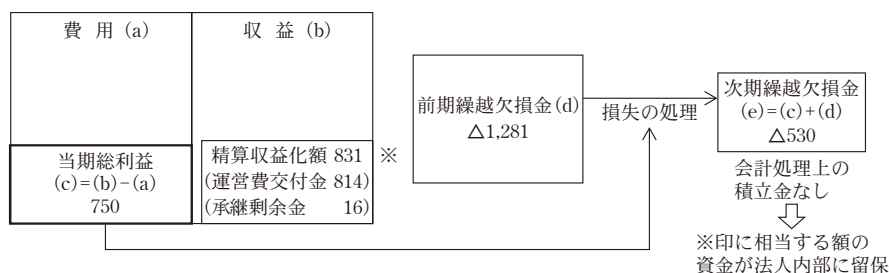 費 用 (a)
収 益 (b)
当期総利益
(c)=(b)−(a)
750
精算収益化額 831
(運営費交付金 814)
(承継剰余金 16)
※
前期繰越欠損金(d)
△1,281
損失の処理
次期繰越欠損金
(e)=(c)+(d)
△530
会計処理上の
積立金なし
※印に相当する額の
資金が法人内部に留保